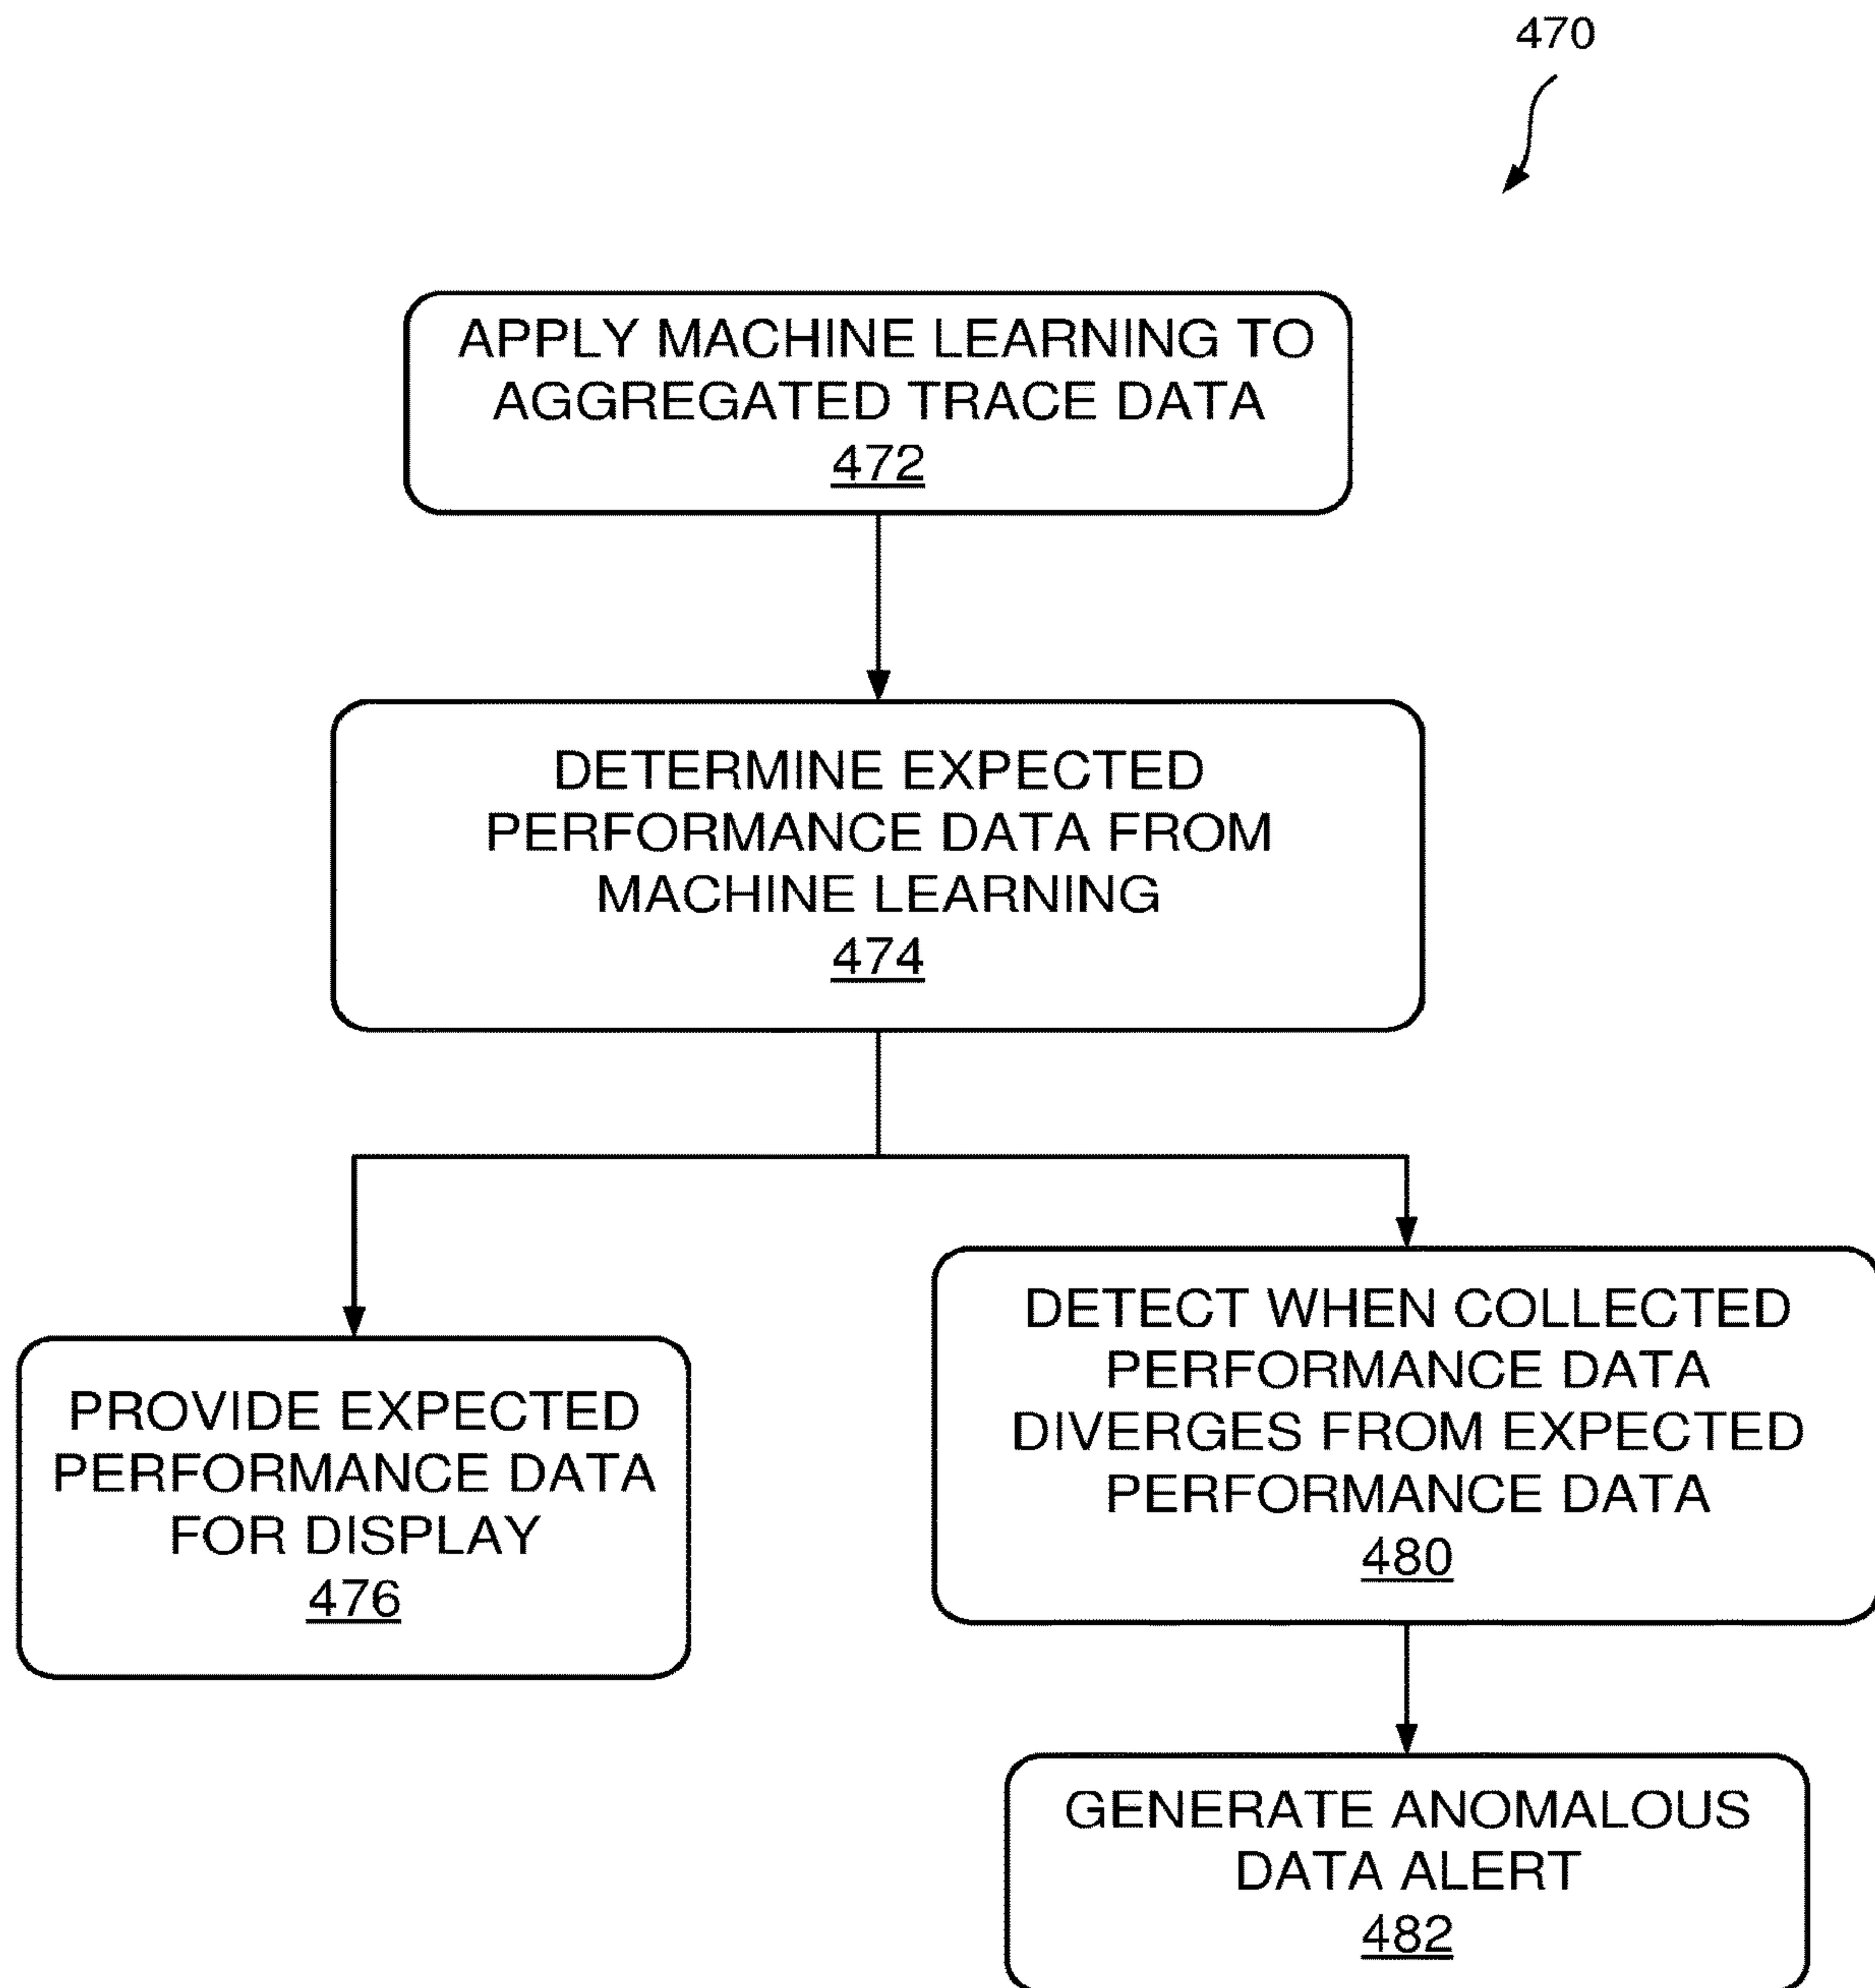 470
APPLY MACHINE LEARNING TO
AGGREGATED TRACE DATA
472
DETERMINE EXPECTED
PERFORMANCE DATA FROM
MACHINE LEARNING
474
PROVIDE EXPECTED
PERFORMANCE DATA
FOR DISPLAY
476
DETECT WHEN COLLECTED
PERFORMANCE DATA
DIVERGES FROM EXPECTED
PERFORMANCE DATA
480
GENERATE ANOMALOUS
DATA ALERT
482